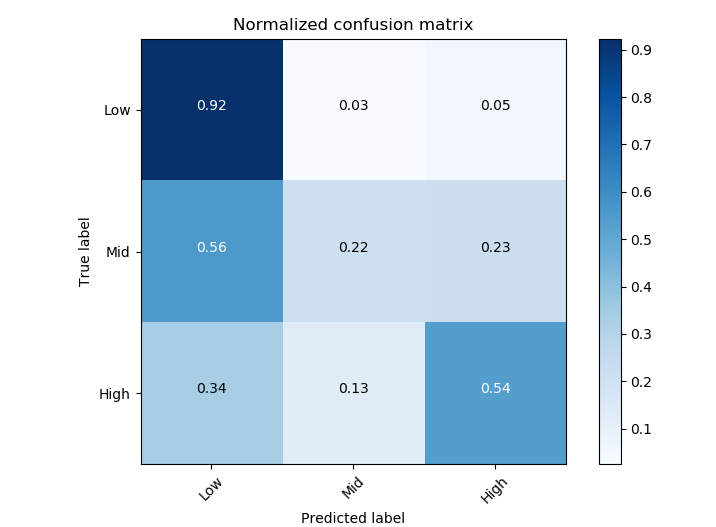 Normalized confusion matrix
True label
Low
0.92
0.03
0.05
Mid
0.56
0.22
0.23
High
0.34
0.13
0.54
Low
Mid
High
Predicted label
0.9
0.8
0.7
0.6
0.5
0.4
0.3
0.2
0.1